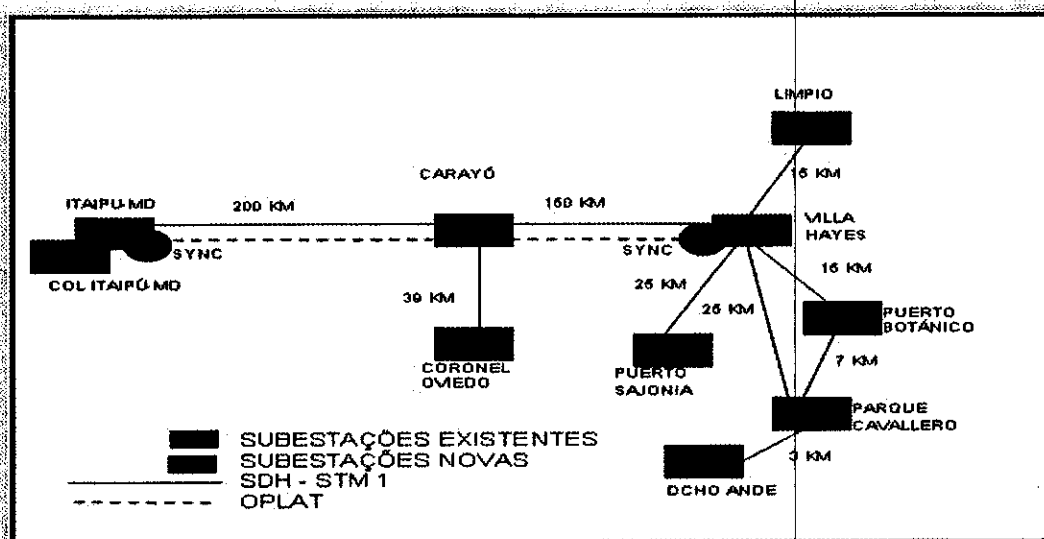 LIMPIO
15 KM
CARAYÓ
ITAIPU-MD
200 KM
150 KM
VILLA
HAYES
SYNC
SYNC
COL ITAIPÚ-MD
15 KM
25 KM
25 KM
39 KM
PUERTO
BOTÁNICO
CORONEL
OVIEDO
PUERTO
SAJONIA
7 KM
PARQUE
CAVALLERO
3 KM
DCHO ANDE
SUBESTAÇÕES EXISTENTES
SUBESTAÇÕES NOVAS
SDH - STM 1
OPLAT